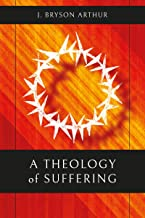 J. BRYSON ARTHUR
A THEOLOGY
of SUFFERING